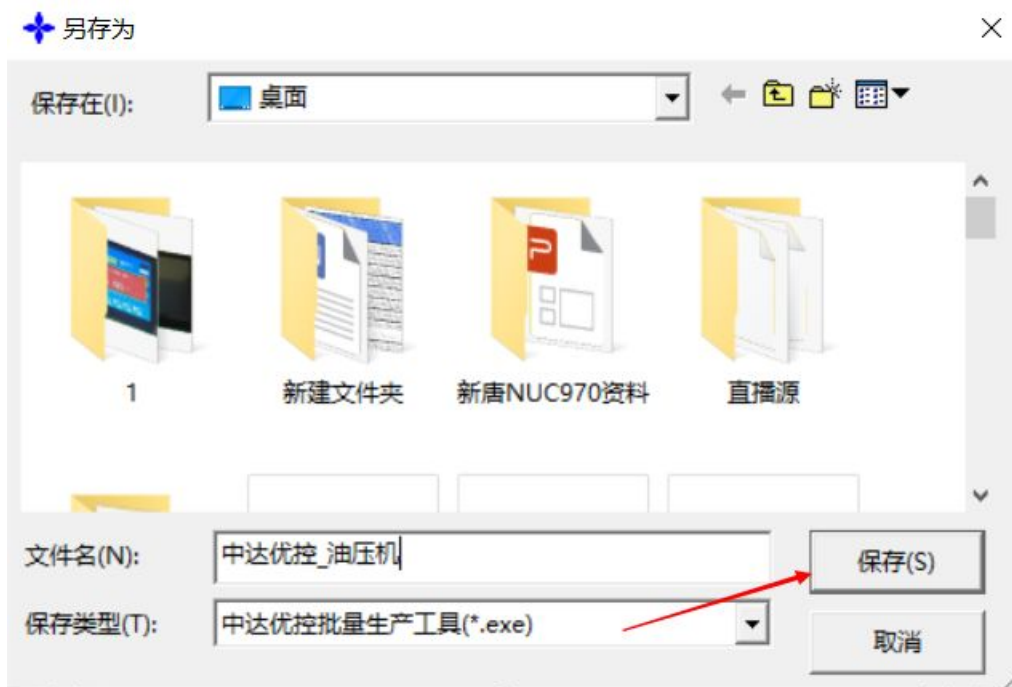 另存为
保存在(I):
桌面
1
新建文件夹
新唐NUC970资料
直播源
文件名(N):
中达优控_油压机
保存(S)
保存类型(T):
中达优控批量生产工具(*.exe)
取消